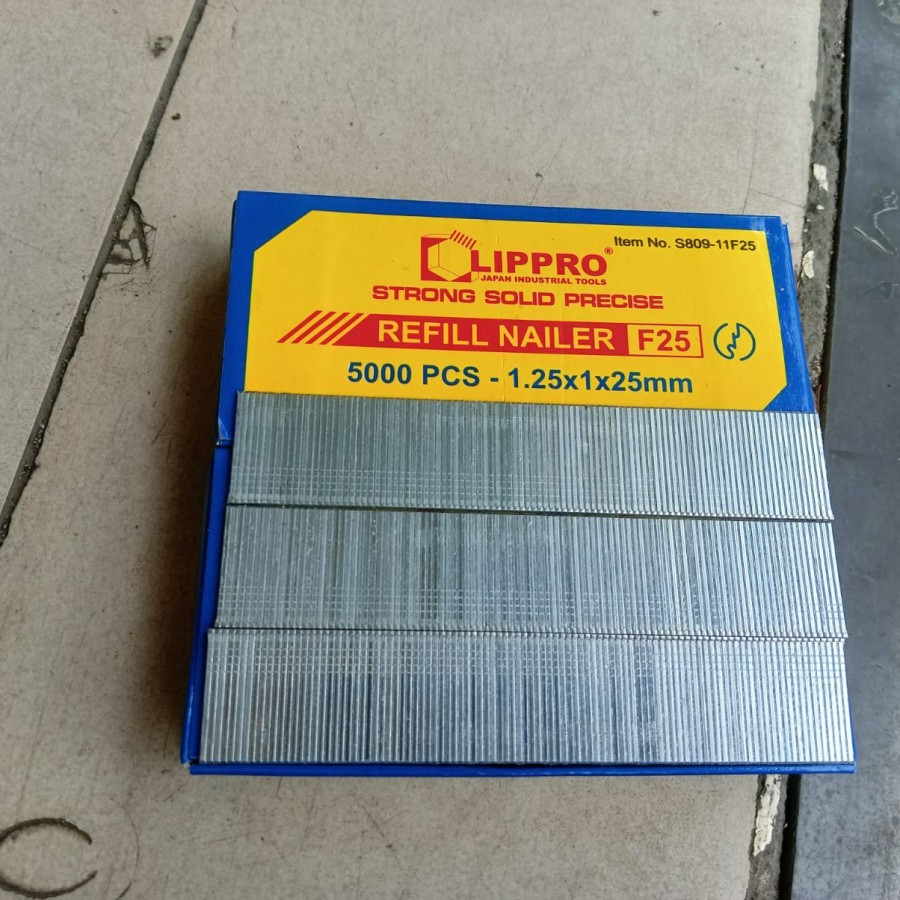 Item No. S809-11F25
LIPPRO®
JAPAN INDUSTRIAL TOOLS
STRONG SOLID PRECISE
REFILL NAILER F25
5000 PCS - 1.25x1x25mm